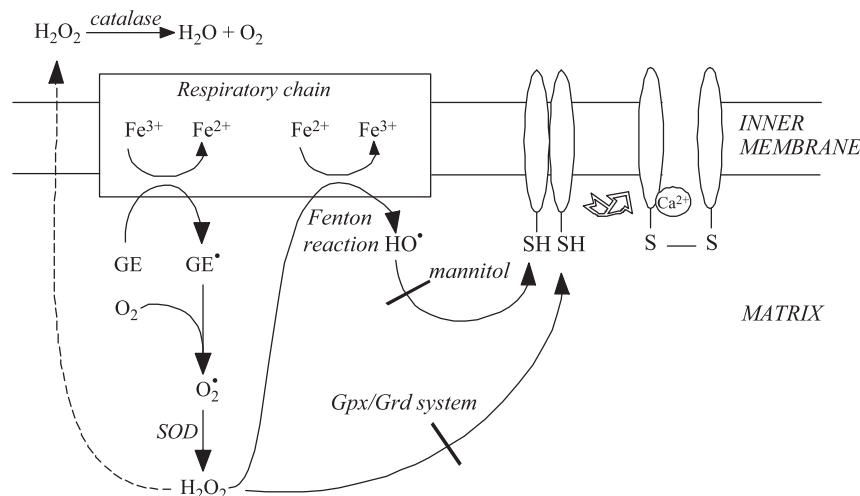 H₂O₂ catalase H₂O + O₂
Respiratory chain
Fe³⁺ Fe²⁺ Fe²⁺ Fe³⁺
INNER
MEMBRANE
Ca²⁺
Fenton
reaction HO•
SH SH
S — S
GE GE•
mannitol
O₂
MATRIX
O₂•
Gpx/Grd system
SOD
H₂O₂